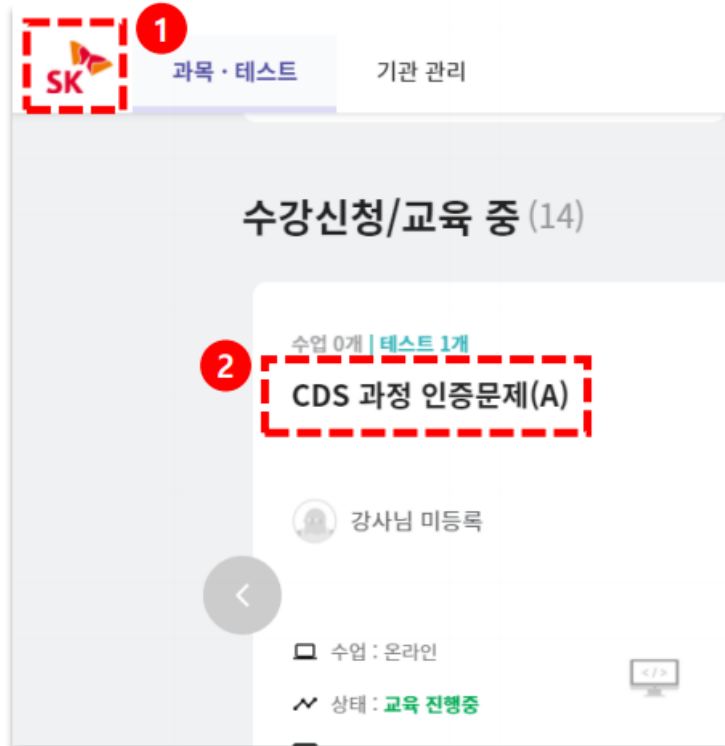 1
SK
과목 · 테스트 기관 관리
수강신청/교육 중 (14)
수업 0개 | 테스트 1개
2
CDS 과정 인증문제(A)
강사님 미등록
수업 : 온라인
</>
상태 : 교육 진행중